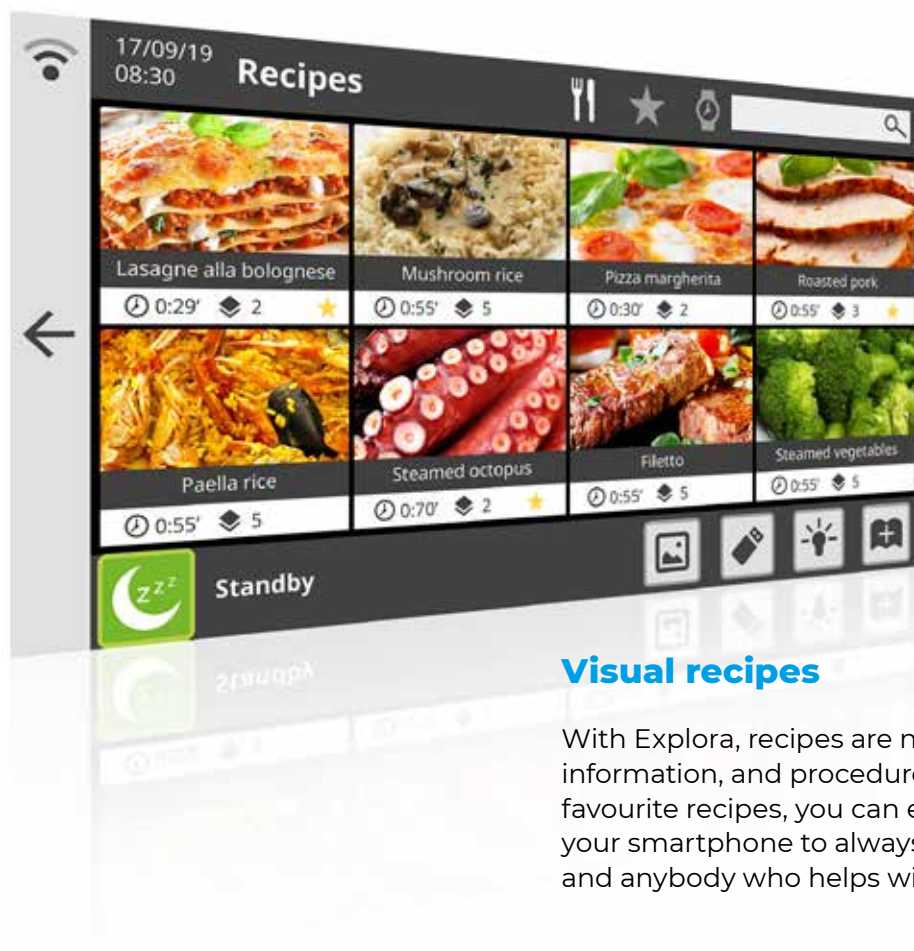 17/09/19
08:30
Recipes
Lasagne alla bolognese
Mushroom rice
Pizza margherita
Roasted pork
0:29' 2
0:55' 5
0:30' 2
0:55' 3
Paella rice
Steamed octopus
Filetto
Steamed vegetables
0:55' 5
0:70' 2
0:55' 5
0:55' 5
zzz
Standby
Visual recipes
With Explora, recipes are
information, and
favourite recipes, you can
your smartphone to
and anybody who helps